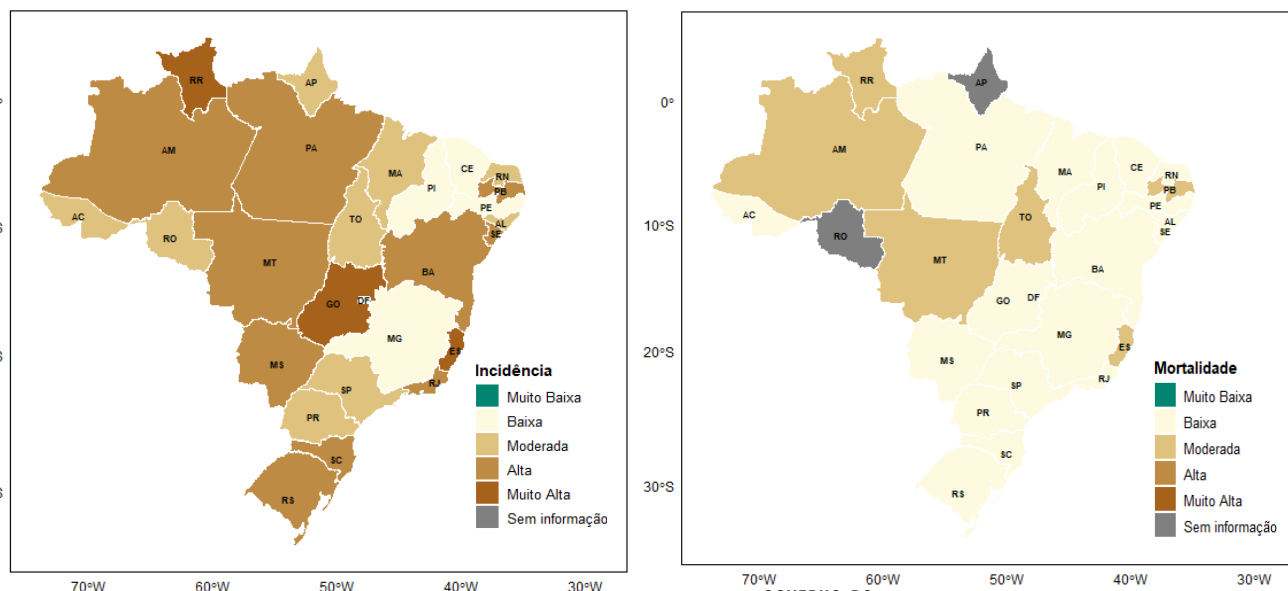 RR
AP
0°
AM
PA
MA
CE
RN
PI
PB
PE
AC
AL
TO
SE
RO
MT
BA
GO
DF
MG
ES
MS
RJ
SP
PR
SC
RS
Incidência
Muito Baixa
Baixa
Moderada
Alta
Muito Alta
Sem informação
70°W 60°W 50°W 40°W 30°W
0°
10°S
20°S
30°S
RR
AP
AM
PA
MA
CE
RN
PI
PB
PE
AC
AL
TO
SE
RO
MT
BA
GO
DF
MG
ES
MS
RJ
SP
PR
SC
RS
Mortalidade
Muito Baixa
Baixa
Moderada
Alta
Muito Alta
Sem informação
70°W 60°W 50°W 40°W 30°W